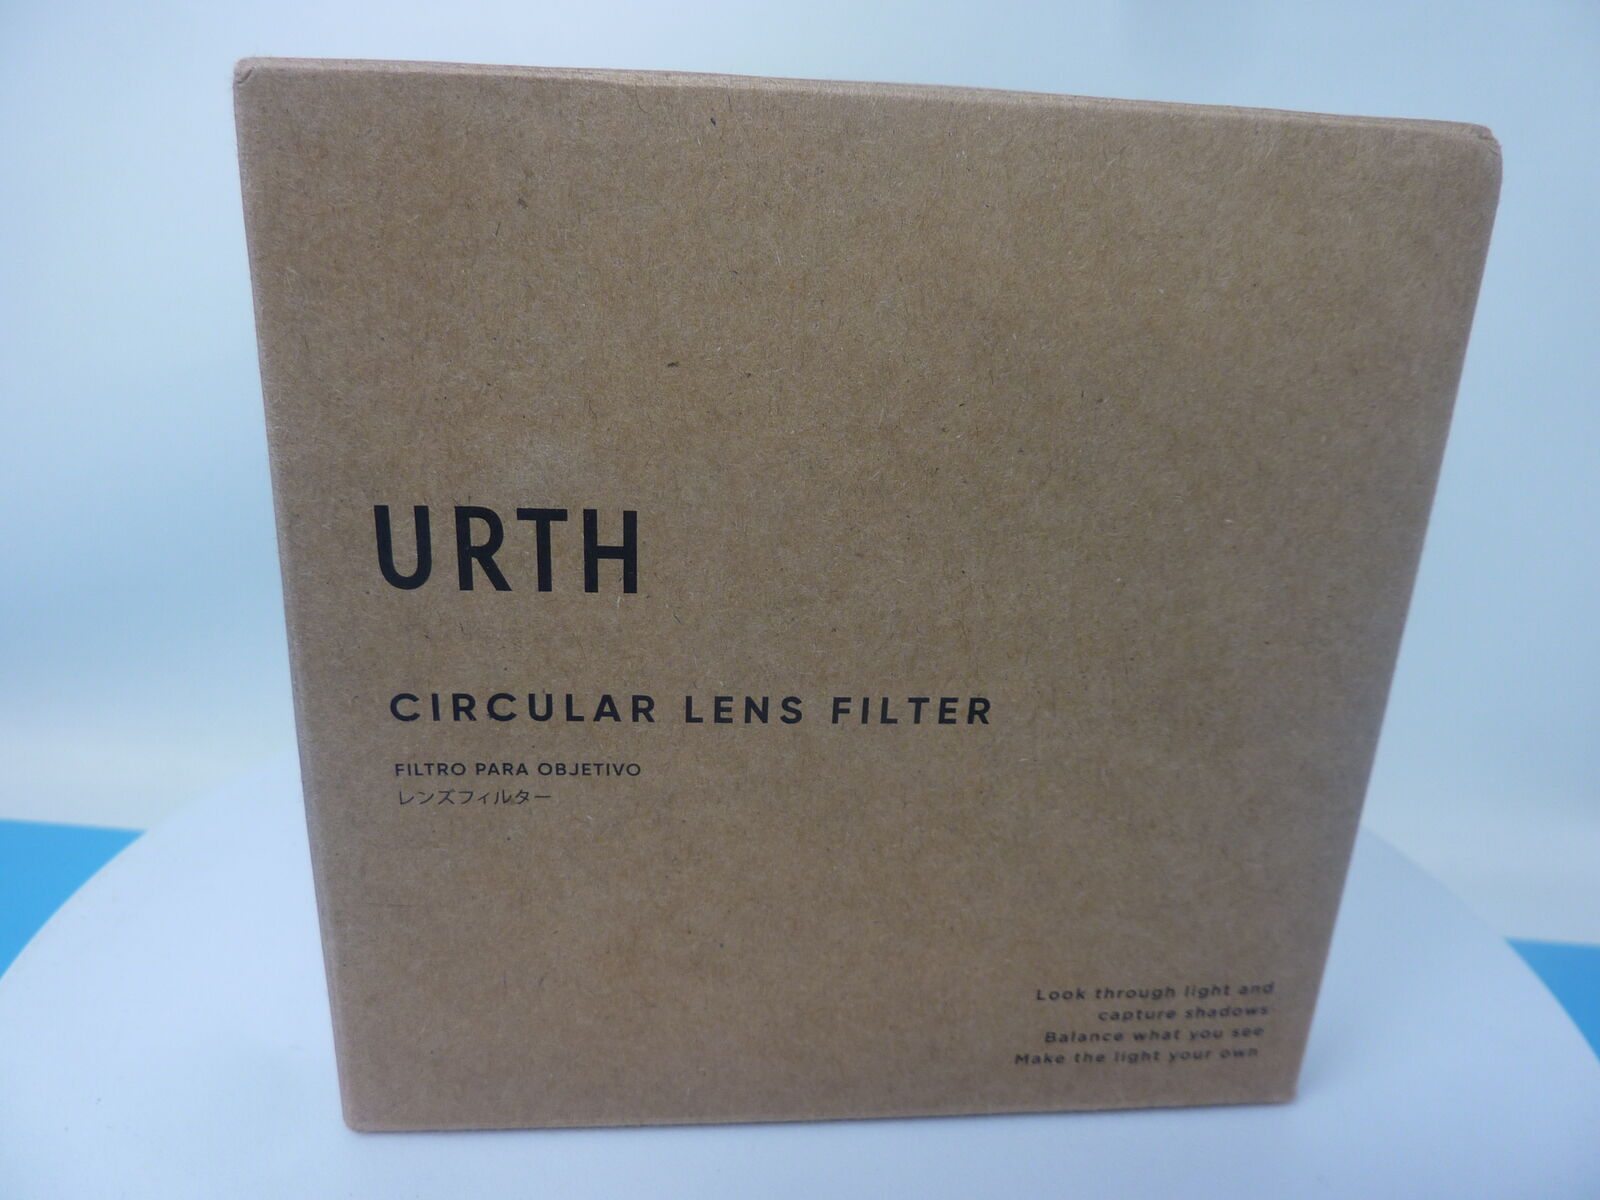 URTH
CIRCULAR LENS FILTER
FILTRO PARA OBJETIVO
レンズフィルター
Look through light and
capture shadows
Balance what you see
Make the light your own